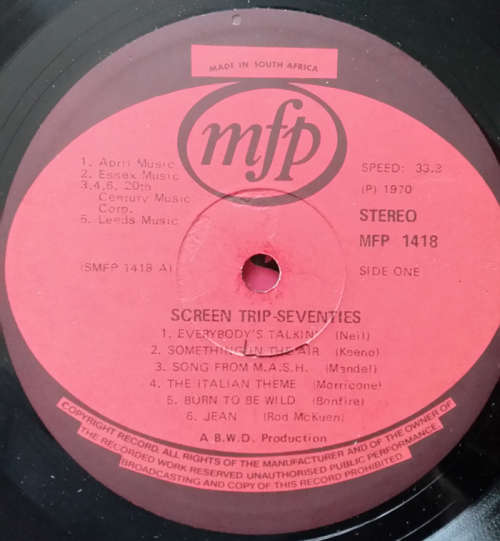 MADE IN SOUTH AFRICA
mfp
1. April Music
2. Essex Music
3,4,6, 20th
Century Music
Corp.
5. Leeds Music
(SMFP 1418 A)
SPEED: 33.3
(P) 1970
STEREO
MFP 1418
SIDE ONE
SCREEN TRIP-SEVENTIES
1. EVERYBODY'S TALKIN' (Neil)
2. SOMETHING IN THE AIR (Keene)
3. SONG FROM M.A.S.H. (Mandel)
4. THE ITALIAN THEME (Morricone)
5. BURN TO BE WILD (Bonfire)
6. JEAN (Rod McKuen)
A B.W.D. Production
COPYRIGHT RECORD. ALL RIGHTS OF THE MANUFACTURER AND OF THE OWNER OF
THE RECORDED WORK RESERVED UNAUTHORISED PUBLIC PERFORMANCE,
BROADCASTING AND COPY OF THIS RECORD PROHIBITED